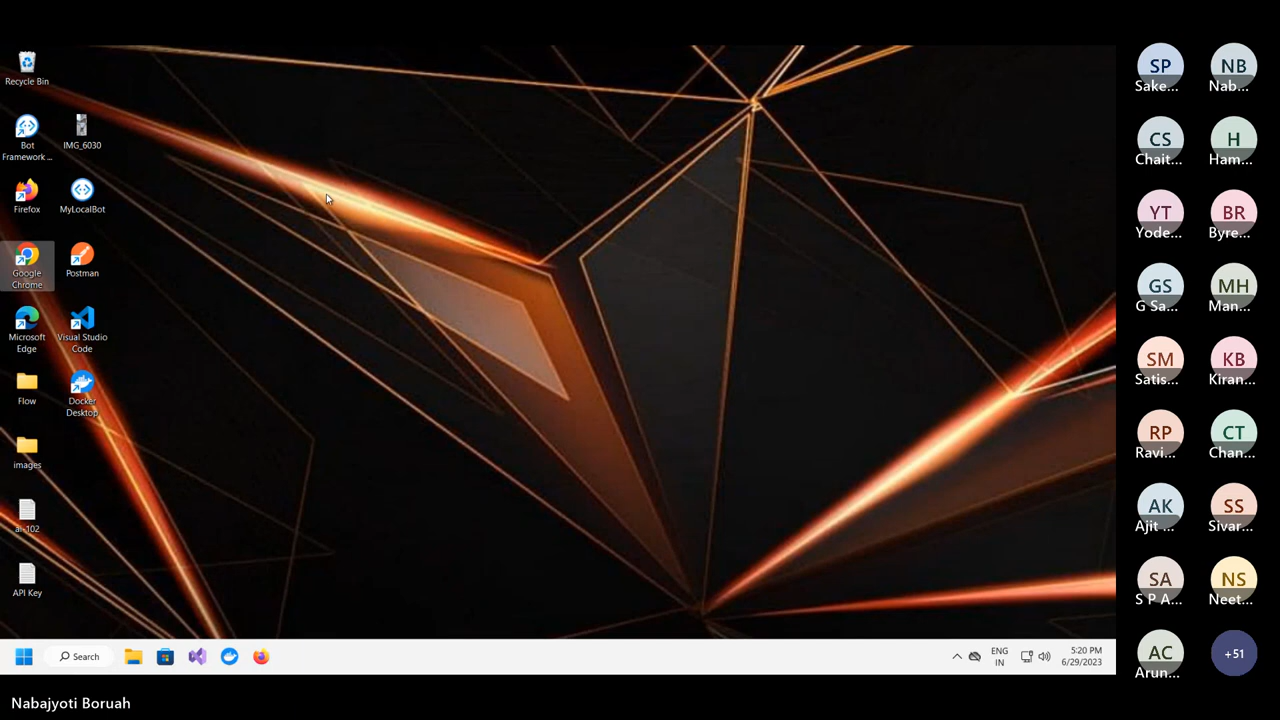 Recycle Bin
Bot
Framework ...
IMG_6030
Firefox
MyLocalBot
Google
Chrome
Postman
Microsoft
Edge
Visual Studio
Code
Flow
Docker
Desktop
images
ai-102
API Key
Search
ENG
IN
5:20 PM
6/29/2023
SP
Sake...
NB
Nab...
CS
Chait...
H
Ham...
YT
Yode...
BR
Byre...
GS
G Sa...
MH
Man...
SM
Satis...
KB
Kiran...
RP
Ravi...
CT
Chan...
AK
Ajit ...
SS
Sivar...
SA
S P A...
NS
Neet...
AC
Arun...
+51
Nabajyoti Boruah